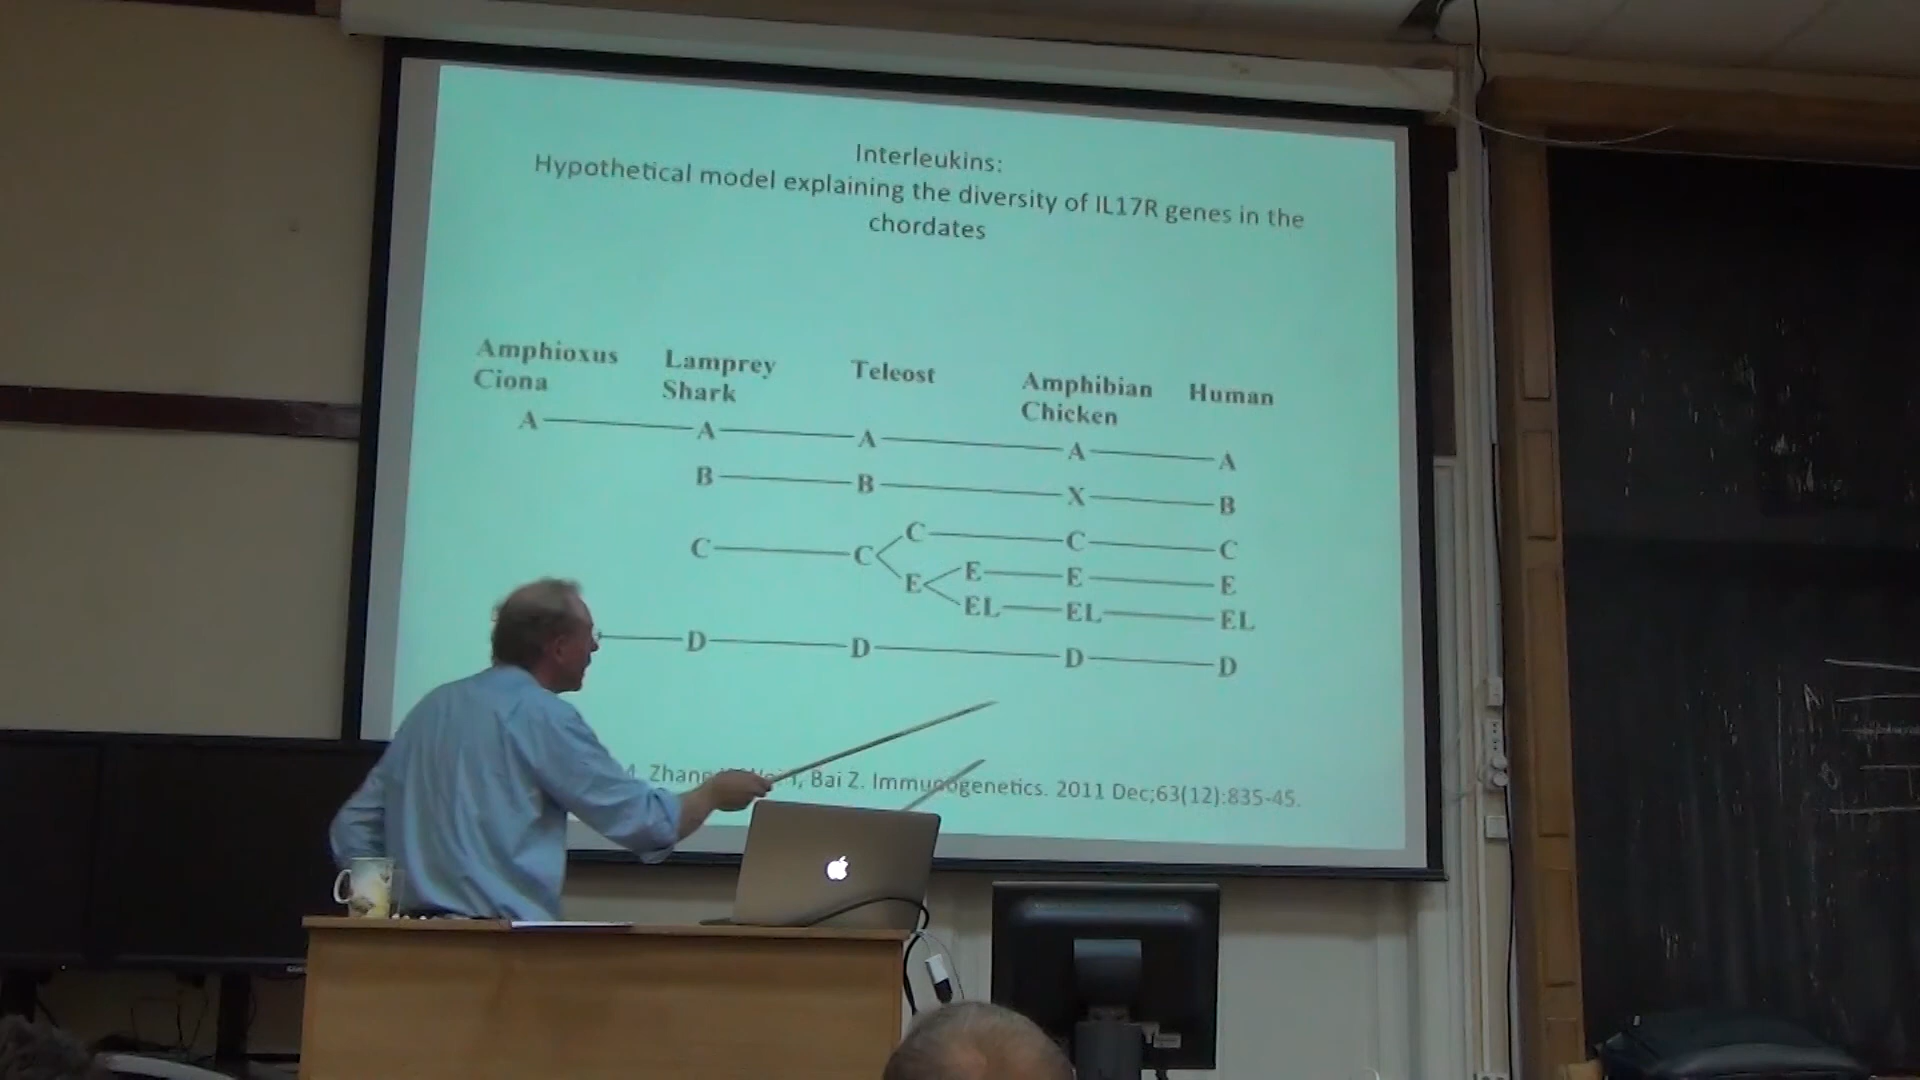 Interleukins:
Hypothetical model explaining the diversity of IL17R genes in the
chordates
Amphioxus Lamprey Teleost Amphibian Human
Ciona Shark Chicken
A A A A A
B B X B
C C C C C
E E E E
EL EL EL
D D D D
Zhang Bai Z. Immunogenetics. 2011 Dec;63(12):835-45.